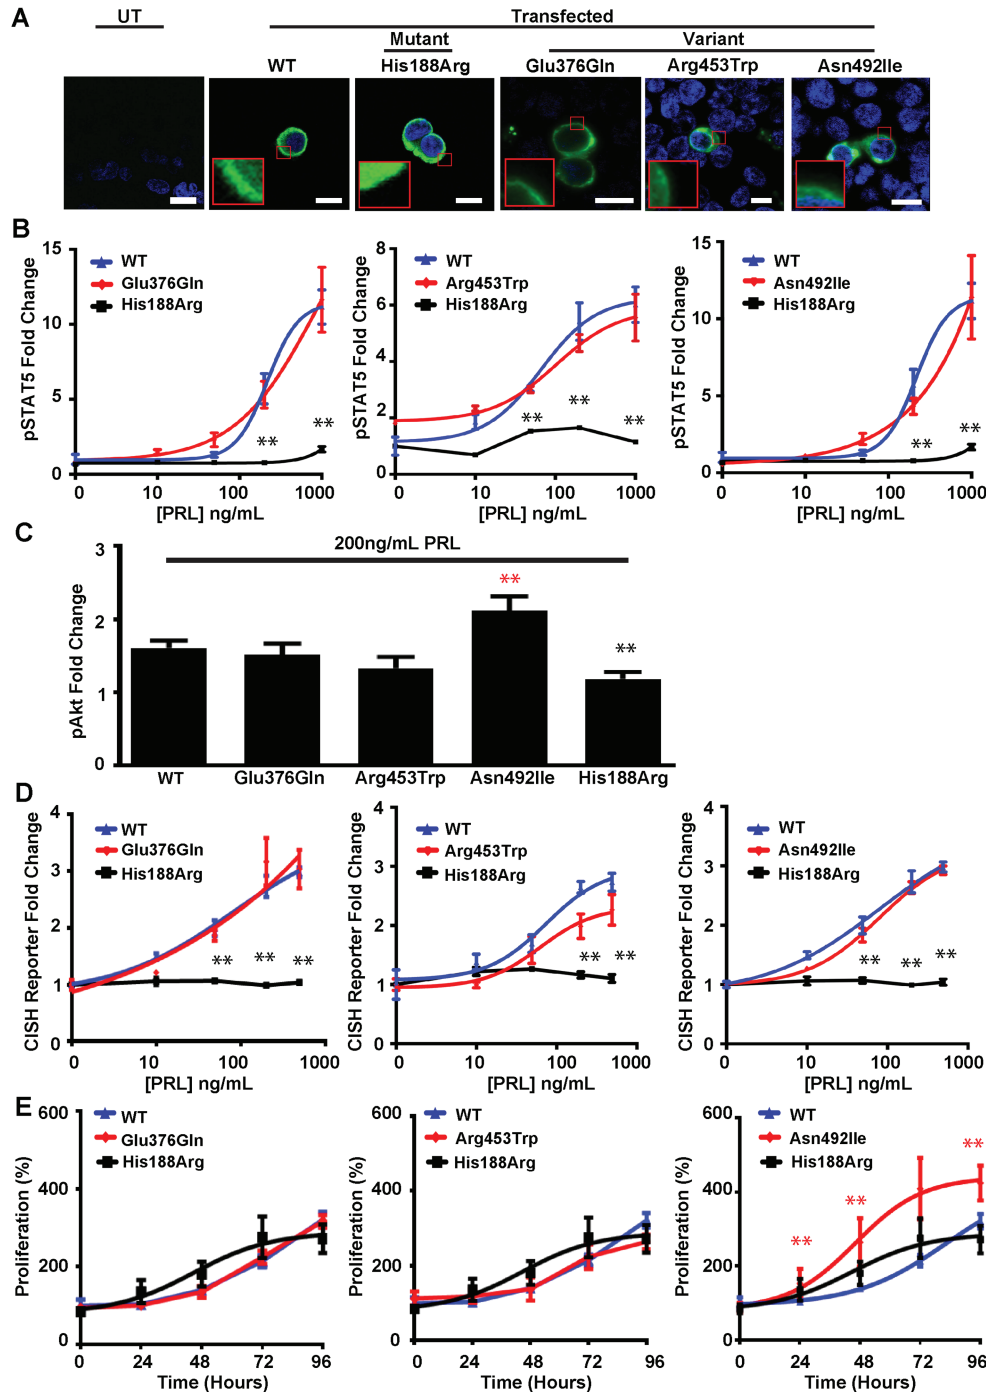 A
UT
Transfected
Mutant
Variant
WT
His188Arg
Glu376Gln
Arg453Trp
Asn492Ile
B
pSTAT5 Fold Change
15
10
5
0
WT
Glu376Gln
His188Arg
**
**
0 10 100 1000
[PRL] ng/mL
pSTAT5 Fold Change
8
6
4
2
0
WT
Arg453Trp
His188Arg
**
**
**
0 10 100 1000
[PRL] ng/mL
pSTAT5 Fold Change
15
10
5
0
WT
Asn492Ile
His188Arg
**
**
0 10 100 1000
[PRL] ng/mL
C
pAkt Fold Change
3
2
1
0
200ng/mL PRL
**
**
WT Glu376Gln Arg453Trp Asn492Ile His188Arg
D
CISH Reporter Fold Change
4
3
2
1
0
WT
Glu376Gln
His188Arg
**
**
**
0 10 100 1000
[PRL] ng/mL
CISH Reporter Fold Change
4
3
2
1
0
WT
Arg453Trp
His188Arg
**
**
0 10 100 1000
[PRL] ng/mL
CISH Reporter Fold Change
4
3
2
1
0
WT
Asn492Ile
His188Arg
**
**
**
0 10 100 1000
[PRL] ng/mL
E
Proliferation (%)
600
400
200
0
WT
Glu376Gln
His188Arg
0 24 48 72 96
Time (Hours)
Proliferation (%)
600
400
200
0
WT
Arg453Trp
His188Arg
0 24 48 72 96
Time (Hours)
Proliferation (%)
600
400
200
0
WT
Asn492Ile
His188Arg
**
**
**
0 24 48 72 96
Time (Hours)